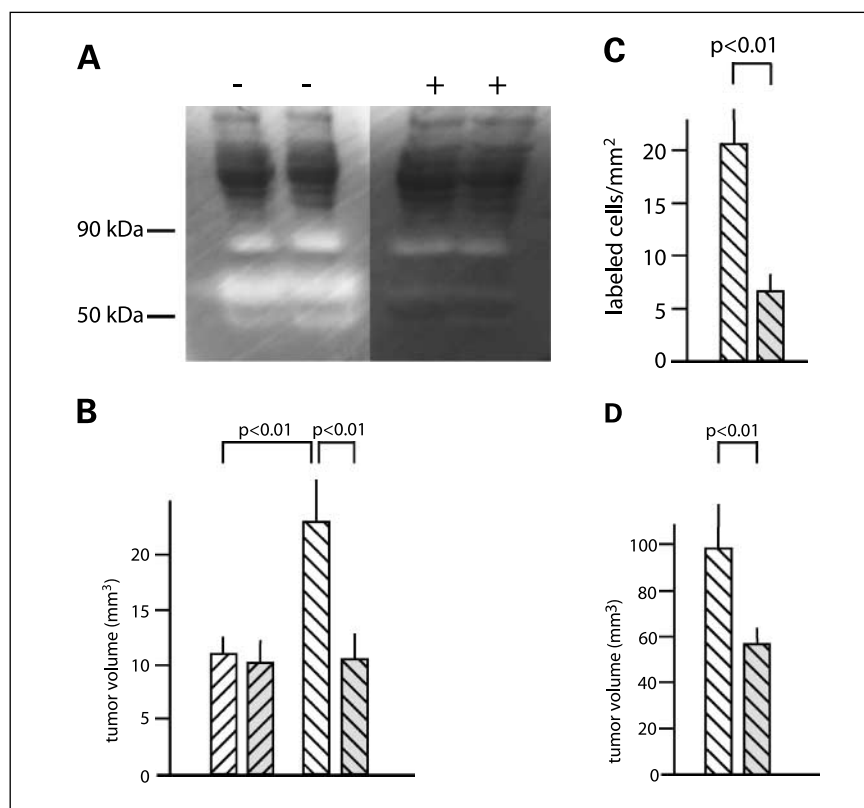 A
- - + +
90 kDa
50 kDa
B
p<0.01 p<0.01
20
15
10
5
0
tumor volume (mm³)
C
p<0.01
20
15
10
5
0
labeled cells/mm²
D
p<0.01
100
80
60
40
20
0
tumor volume (mm³)